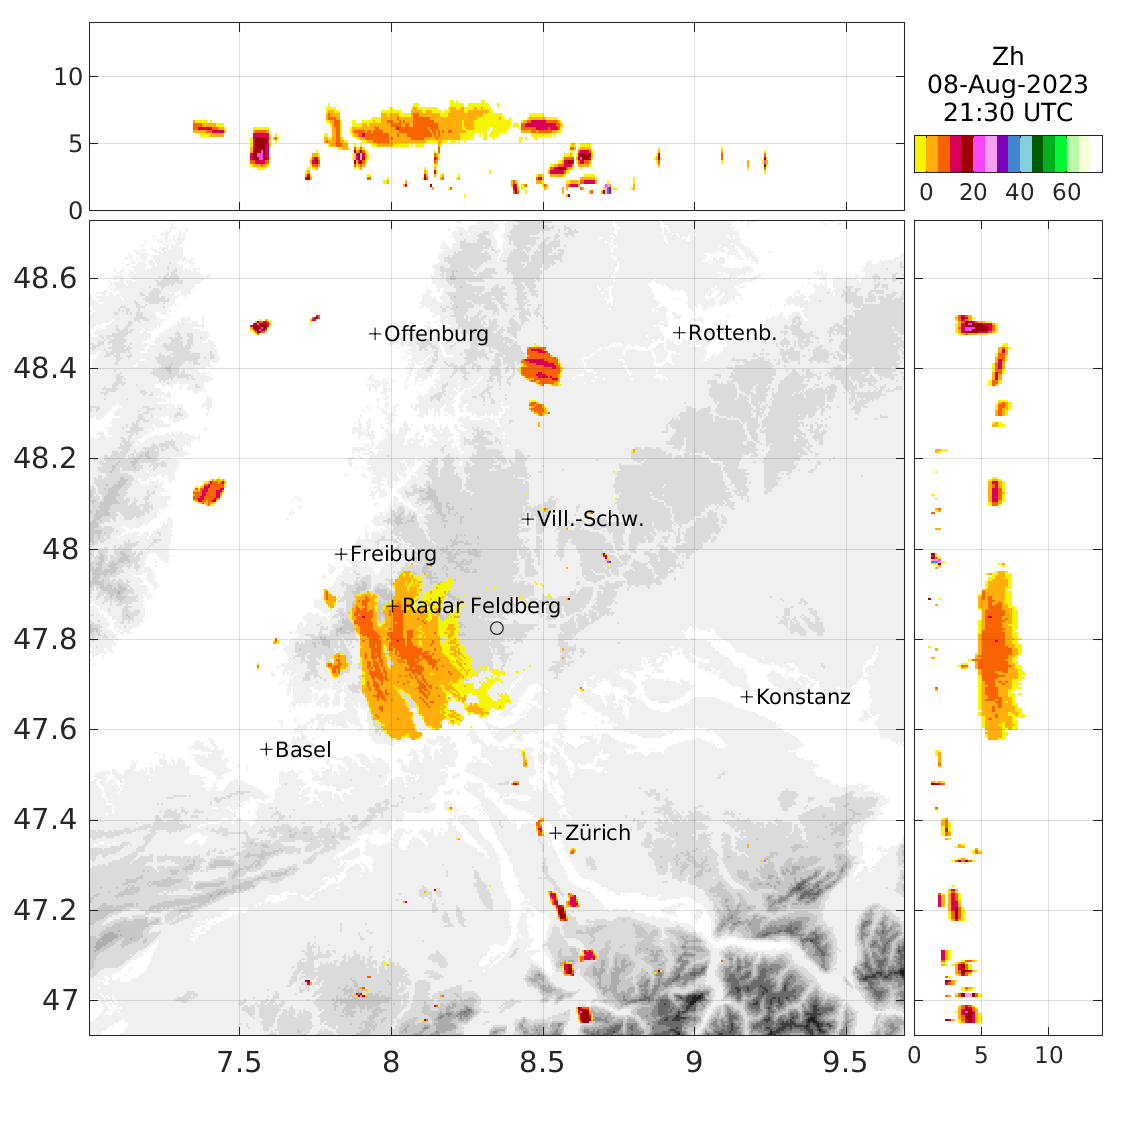 Zh
08-Aug-2023
21:30 UTC
0 20 40 60
10
5
0
48.6
48.4
48.2
48
47.8
47.6
47.4
47.2
47
+Offenburg
+Rottenb.
+Vill.-Schw.
+Freiburg
+Radar Feldberg
+Konstanz
+Basel
+Zürich
7.5 8 8.5 9 9.5
0 5 10